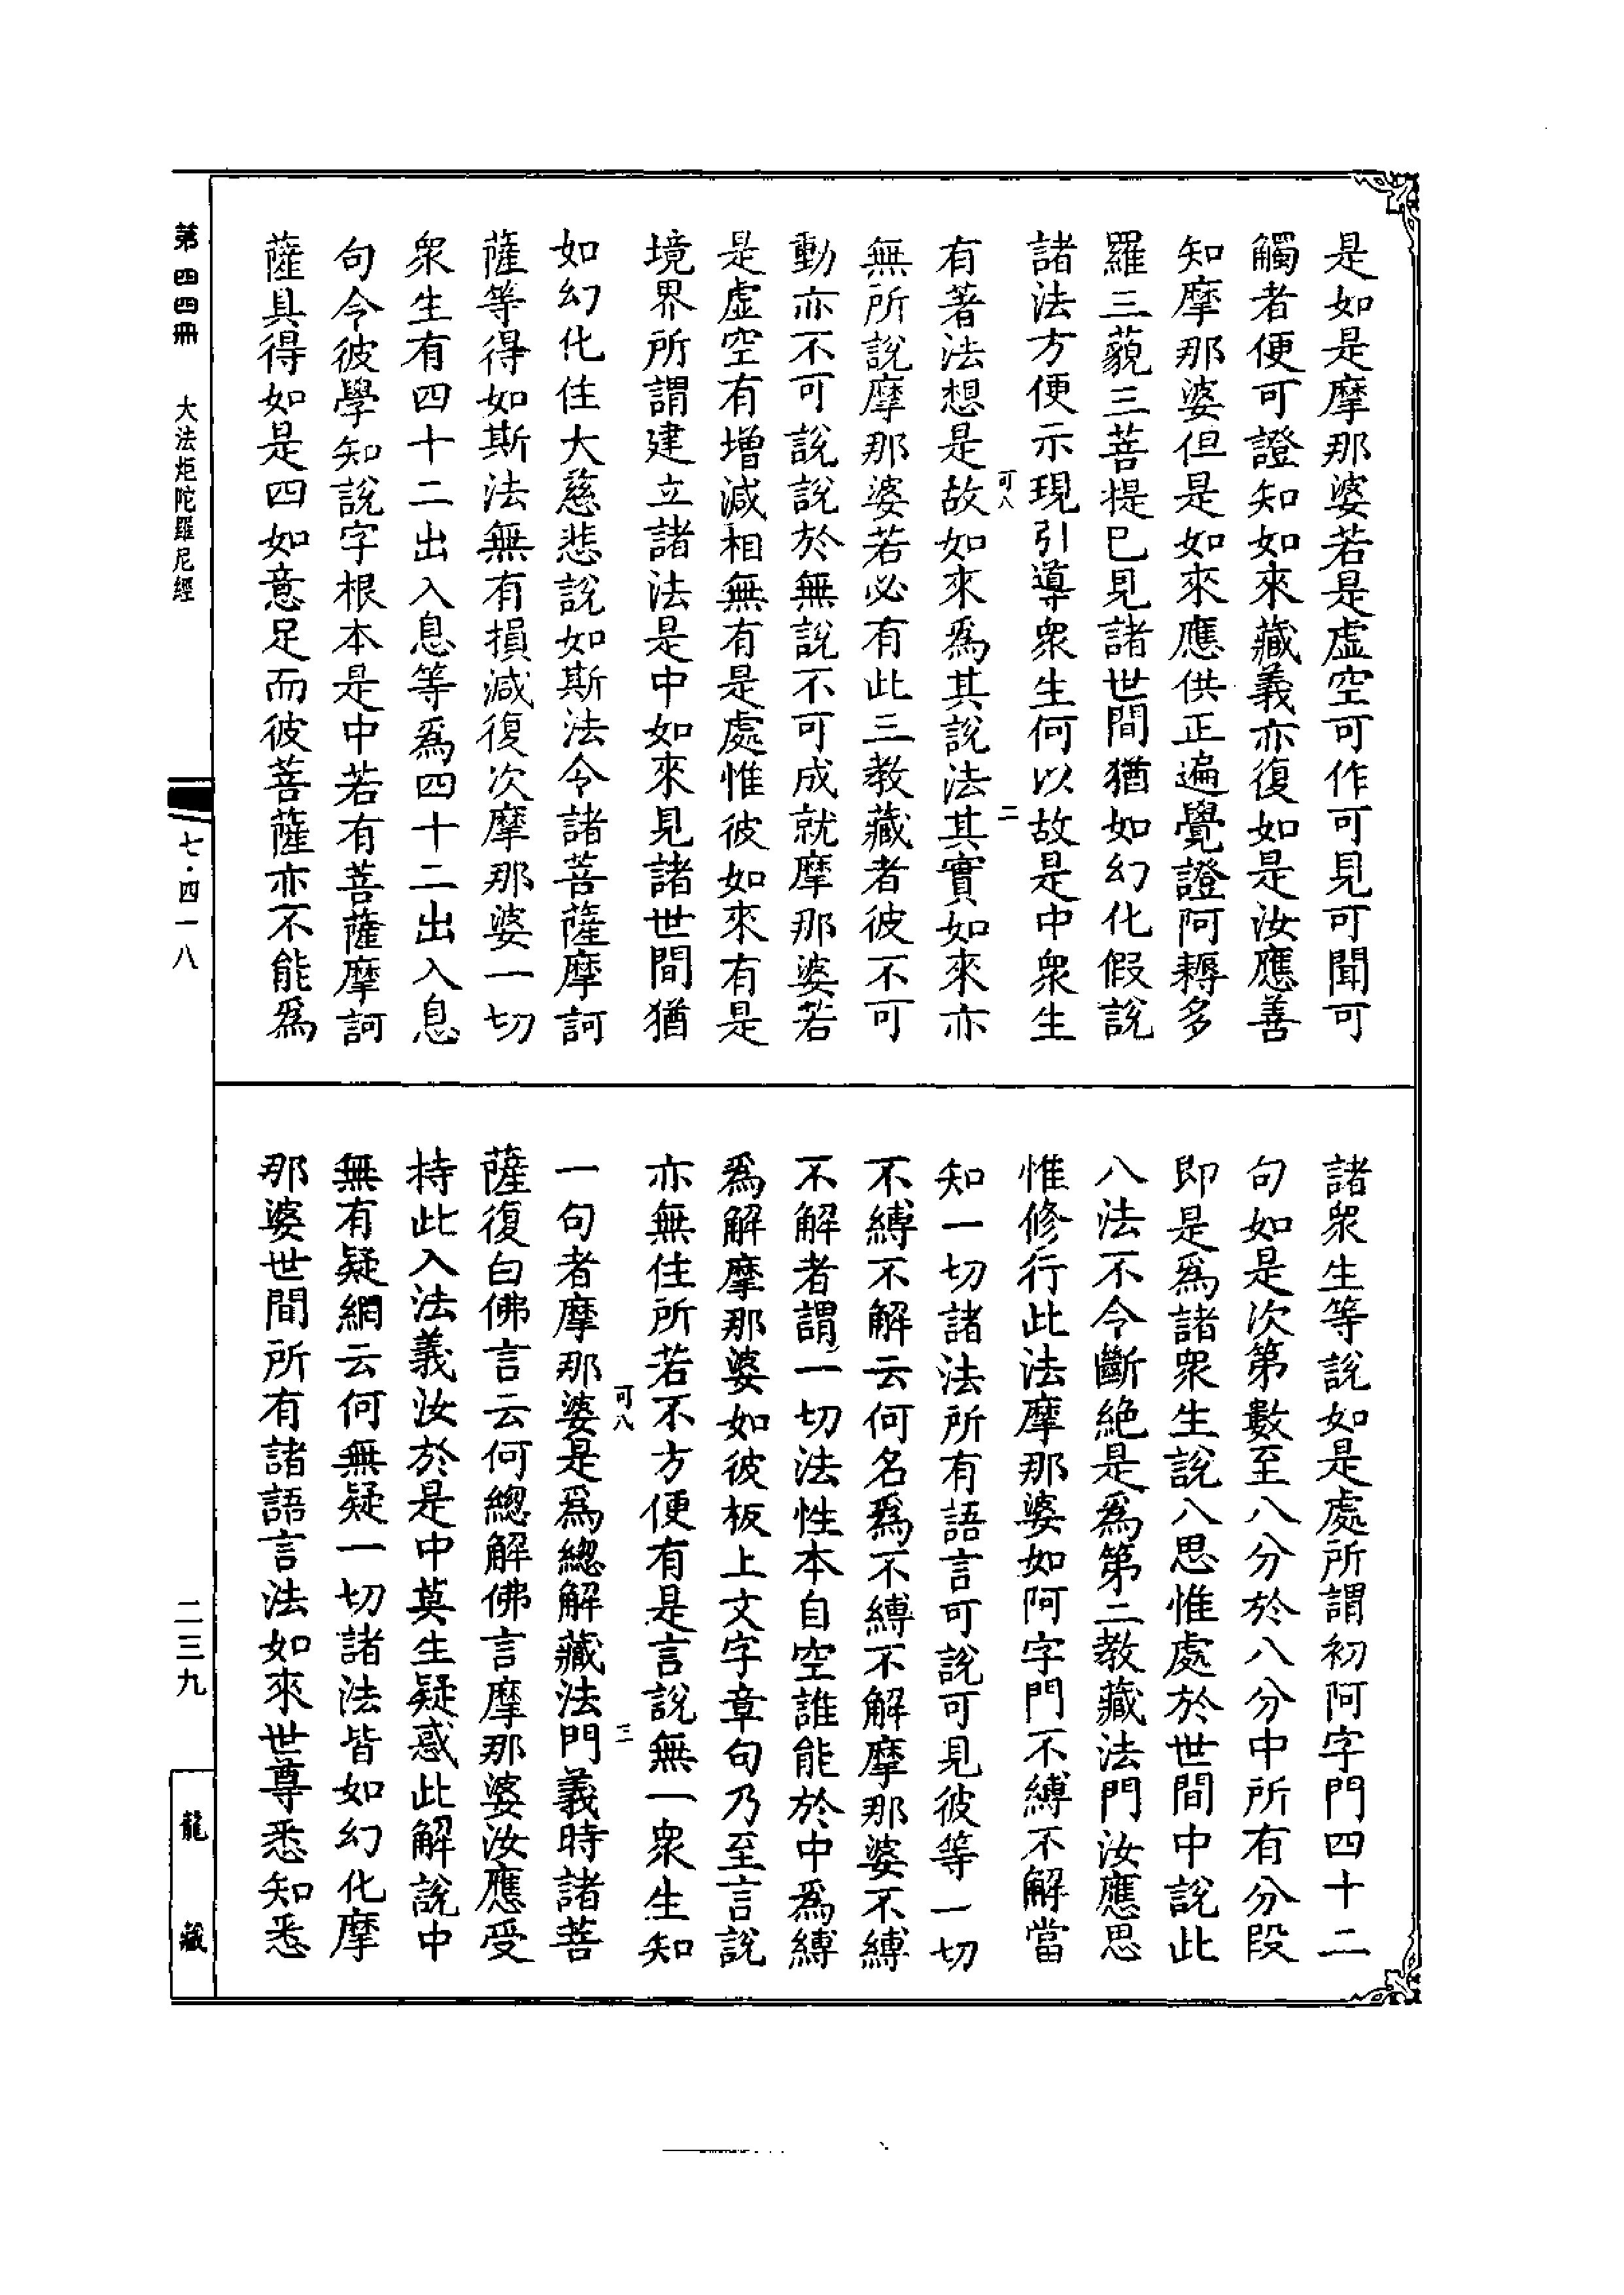 是如是摩那婆若是虛空可作可見可聞可
觸者便可證知如來藏義亦復如是汝應善
知摩那婆但是如來應供正遍覺證阿耨多
羅三藐三菩提已見諸世間猶如幻化假說
諸法方便示現引導衆生何以故是中衆生
可八 二
有著法想是故如來爲其說法其實如來亦
無所說摩那婆若必有此三教藏者彼不可
動亦不可說說於無說不可成就摩那婆若
是虛空有增減相無有是處惟彼如來有是
境界所謂建立諸法是中如來見諸世間猶
如幻化住大慈悲說如斯法令諸菩薩摩訶
薩等得如斯法無有損減復次摩那婆一切
衆生有四十二出入息等爲四十二出入息
句令彼學知說字根本是中若有菩薩摩訶
薩具得如是四如意足而彼菩薩亦不能爲
諸衆生等說如是處所謂初阿字門四十二
句如是次第數至八分於八分中所有分段
即是爲諸衆生說八思惟處於世間中說此
八法不令斷絶是爲第二教藏法門汝應思
惟修行此法摩那婆如阿字門不縛不解當
知一切諸法所有語言可說可見彼等一切
不縛不解云何名爲不縛不解摩那婆不縛
不解者謂一切法性本自空誰能於中爲縛
爲解摩那婆如彼板上文字章句乃至言說
亦無住所若不方便有是言說無一衆生知
可八 三
一句者摩那婆是爲總解藏法門義時諸菩
薩復白佛言云何總解佛言摩那婆汝應受
持此入法義汝於是中莫生疑惑此解說中
無有疑網云何無疑一切諸法皆如幻化摩
那婆世間所有諸語言法如來世尊悉知悉
第四四冊 大法炬陀羅尼經
七·四一八
二三九
龍藏